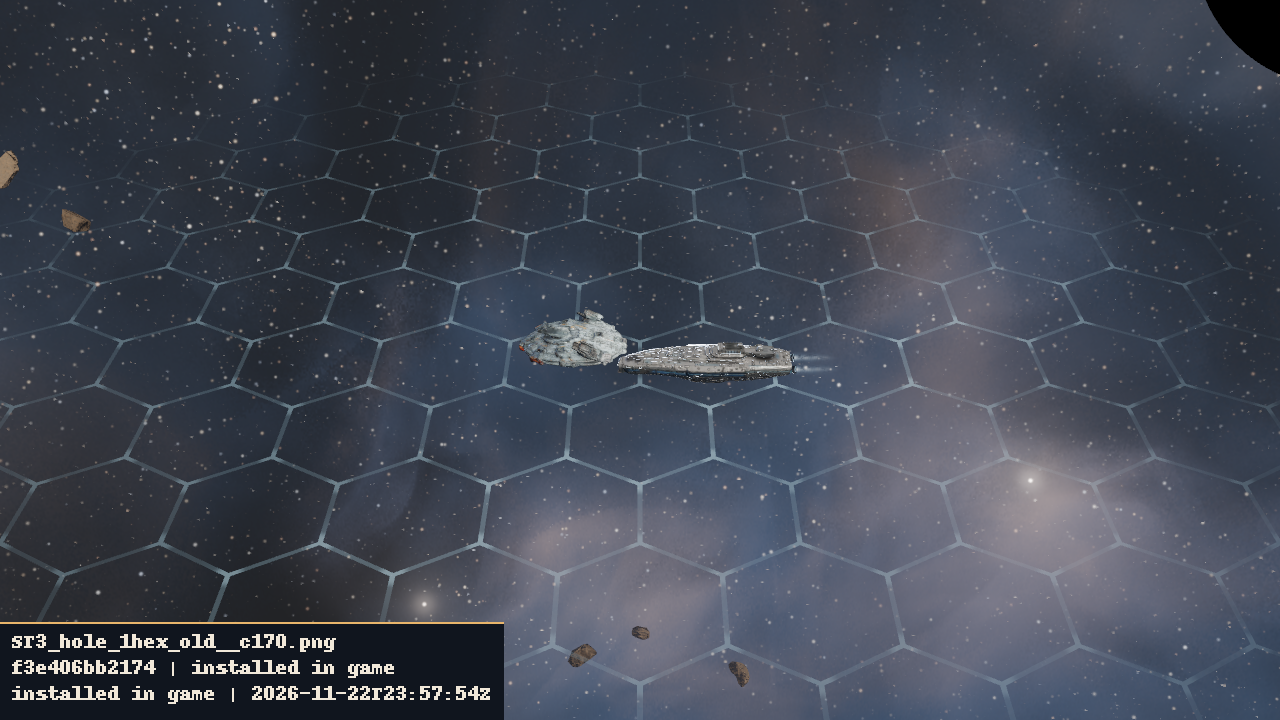 sr3_hole_1hex_old__c170.png
f3e406bb2174 | installed in game
installed in game | 2026-11-22T23:57:54Z